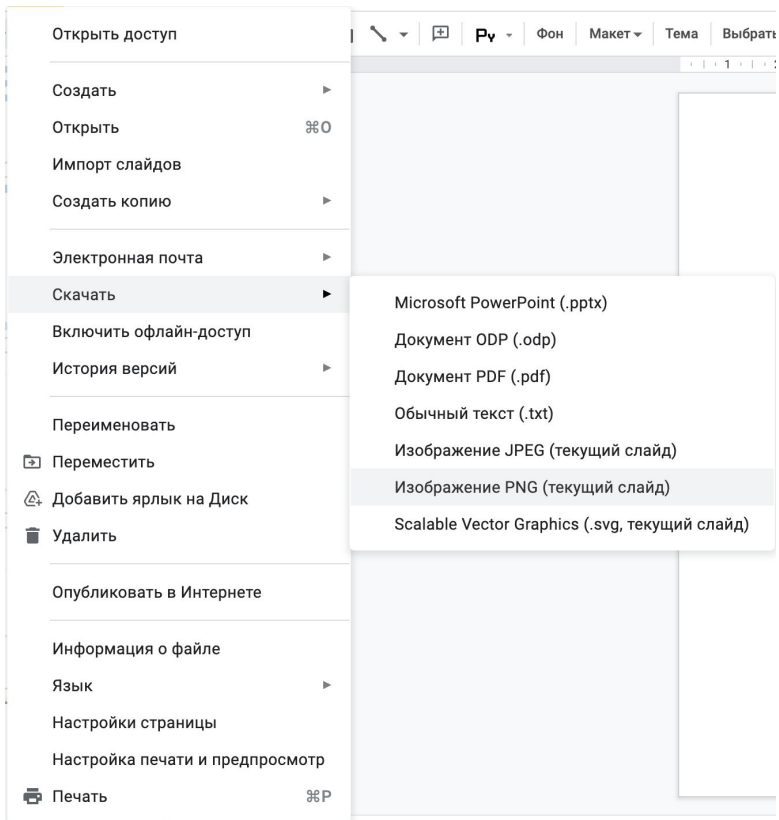 Открыть доступ
Ру Фон Макет Тема Выбрать
1
Создать
Открыть ⌘O
Импорт слайдов
Создать копию
Электронная почта
Скачать
Microsoft PowerPoint (.pptx)
Включить офлайн-доступ
Документ ODP (.odp)
История версий
Документ PDF (.pdf)
Обычный текст (.txt)
Переименовать
Изображение JPEG (текущий слайд)
Переместить
Изображение PNG (текущий слайд)
Добавить ярлык на Диск
Scalable Vector Graphics (.svg, текущий слайд)
Удалить
Опубликовать в Интернете
Информация о файле
Язык
Настройки страницы
Настройка печати и предпросмотр
Печать ⌘P